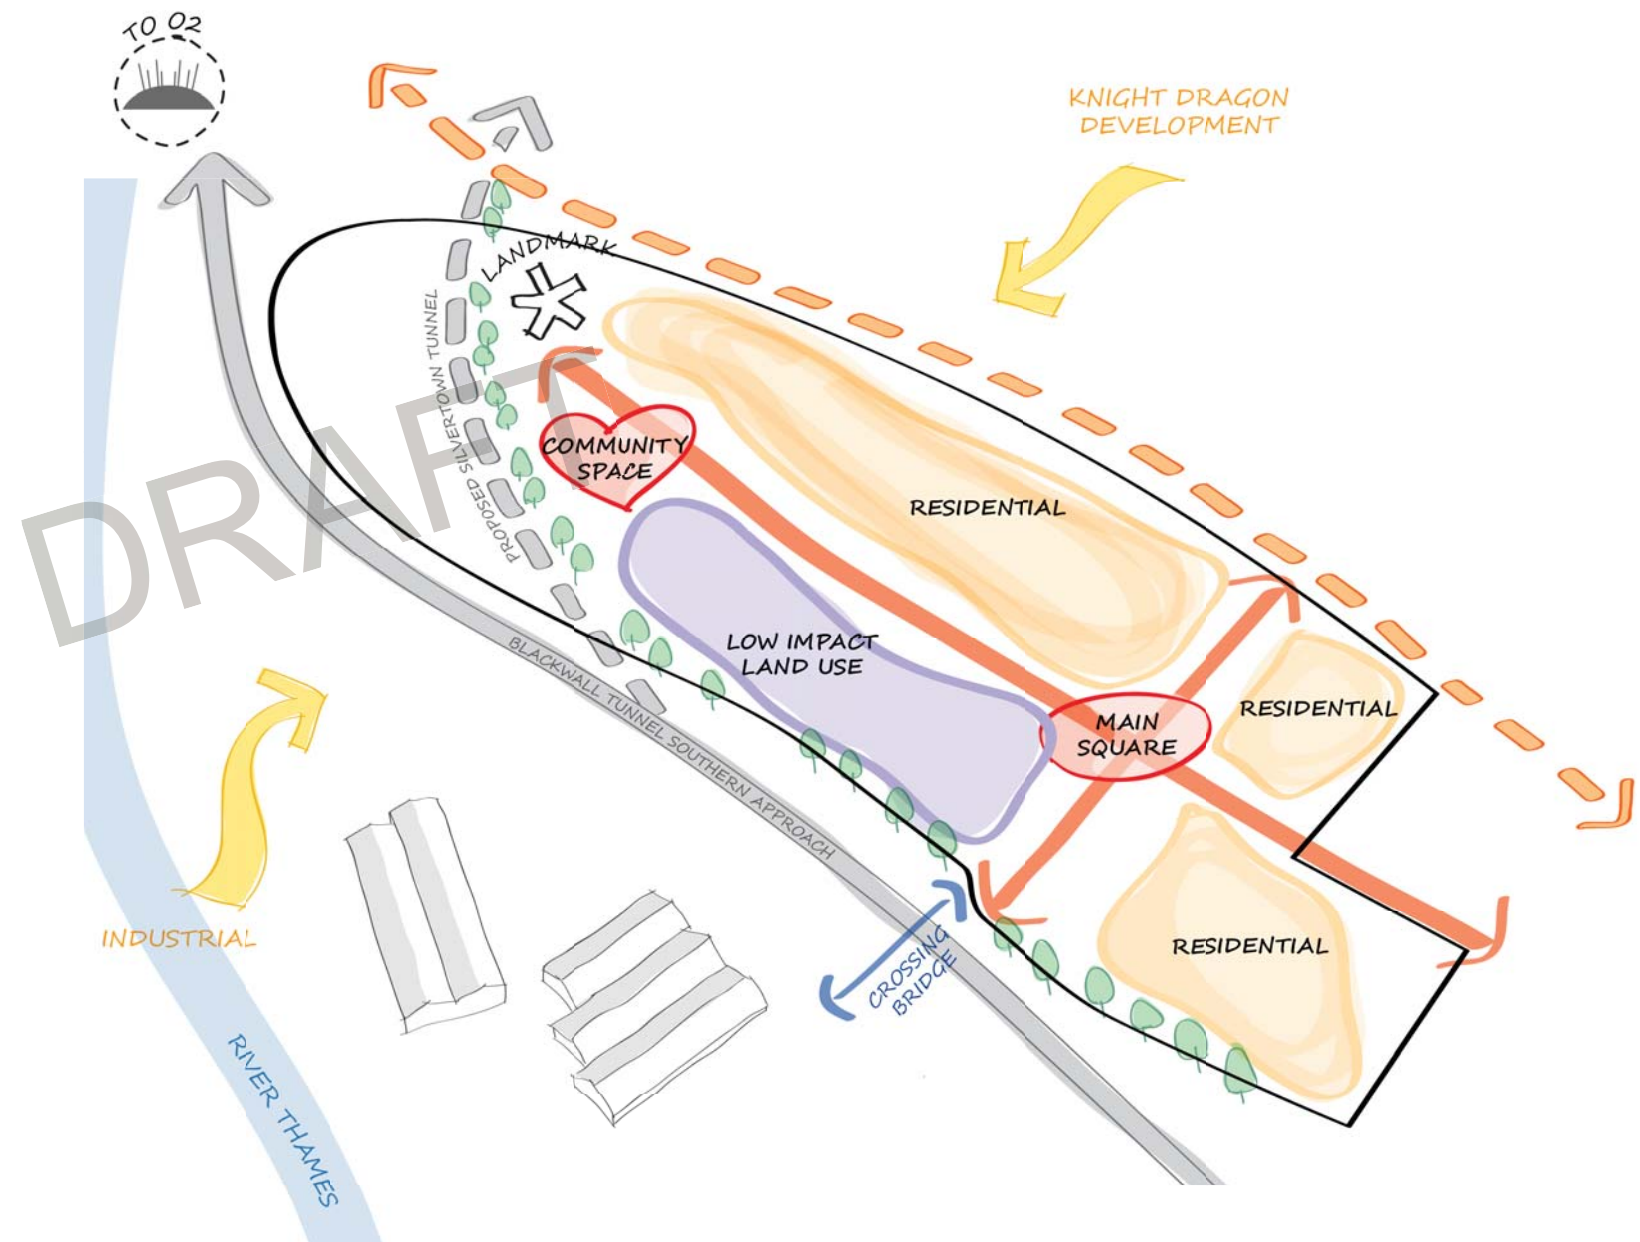 TO O2
KNIGHT DRAGON
DEVELOPMENT
LANDMARK
PROPOSED SILVERTOWN TUNNEL
DRAFT
COMMUNITY
SPACE
RESIDENTIAL
LOW IMPACT
LAND USE
BLACKWALL TUNNEL SOUTHERN APPROACH
MAIN
SQUARE
RESIDENTIAL
INDUSTRIAL
CROSSING
BRIDGE
RESIDENTIAL
RIVER THAMES